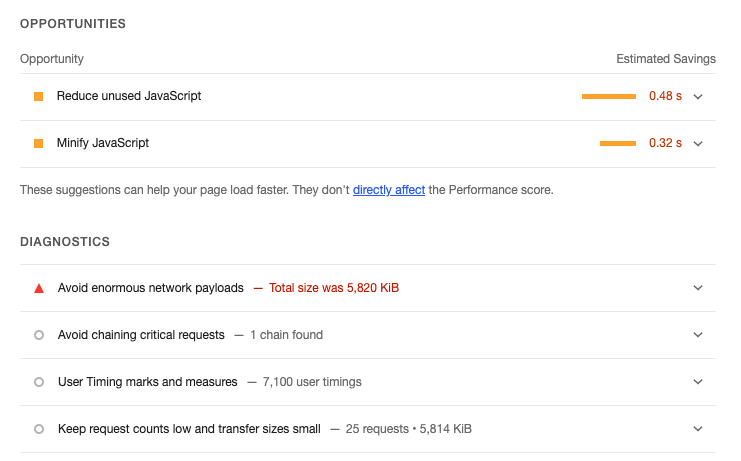 OPPORTUNITIES
Opportunity Estimated Savings
Reduce unused JavaScript 0.48 s
Minify JavaScript 0.32 s
These suggestions can help your page load faster. They don't directly affect the Performance score.
DIAGNOSTICS
Avoid enormous network payloads — Total size was 5,820 KiB
Avoid chaining critical requests — 1 chain found
User Timing marks and measures — 7,100 user timings
Keep request counts low and transfer sizes small — 25 requests • 5,814 KiB